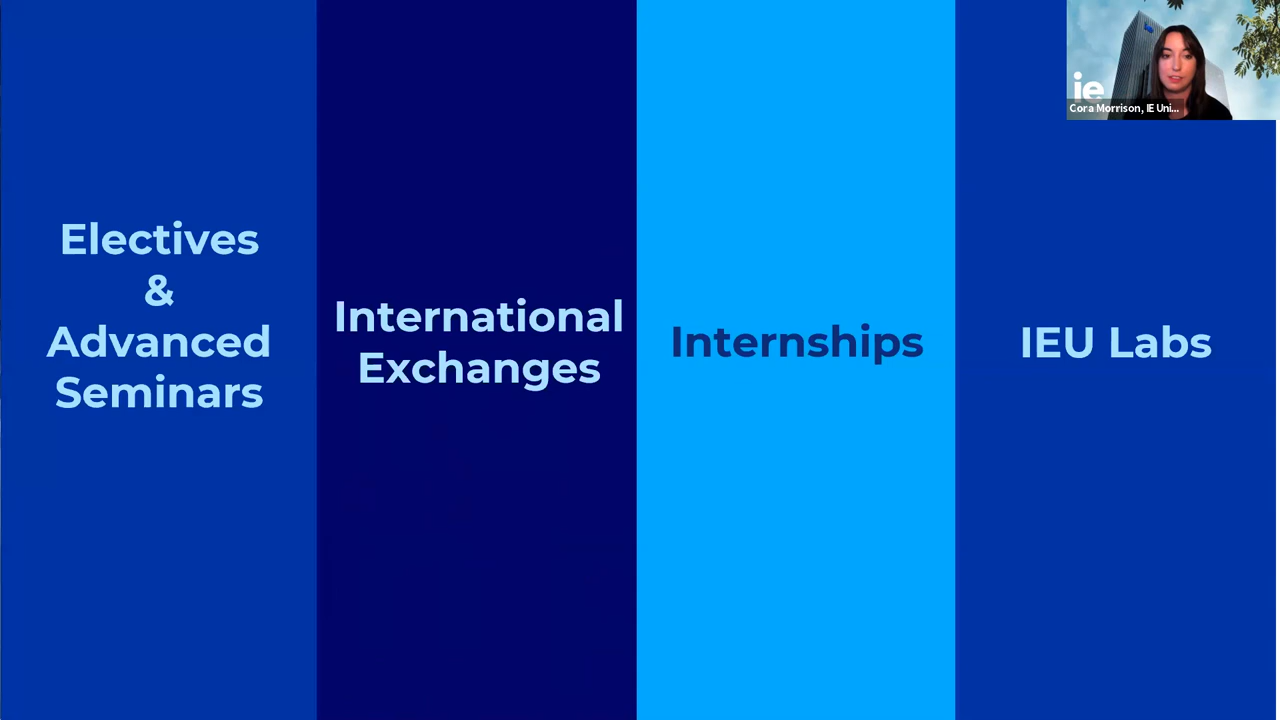 Electives
&
Advanced
Seminars
International
Exchanges
Internships
IEU Labs
ie
Cora Morrison, IE Uni...